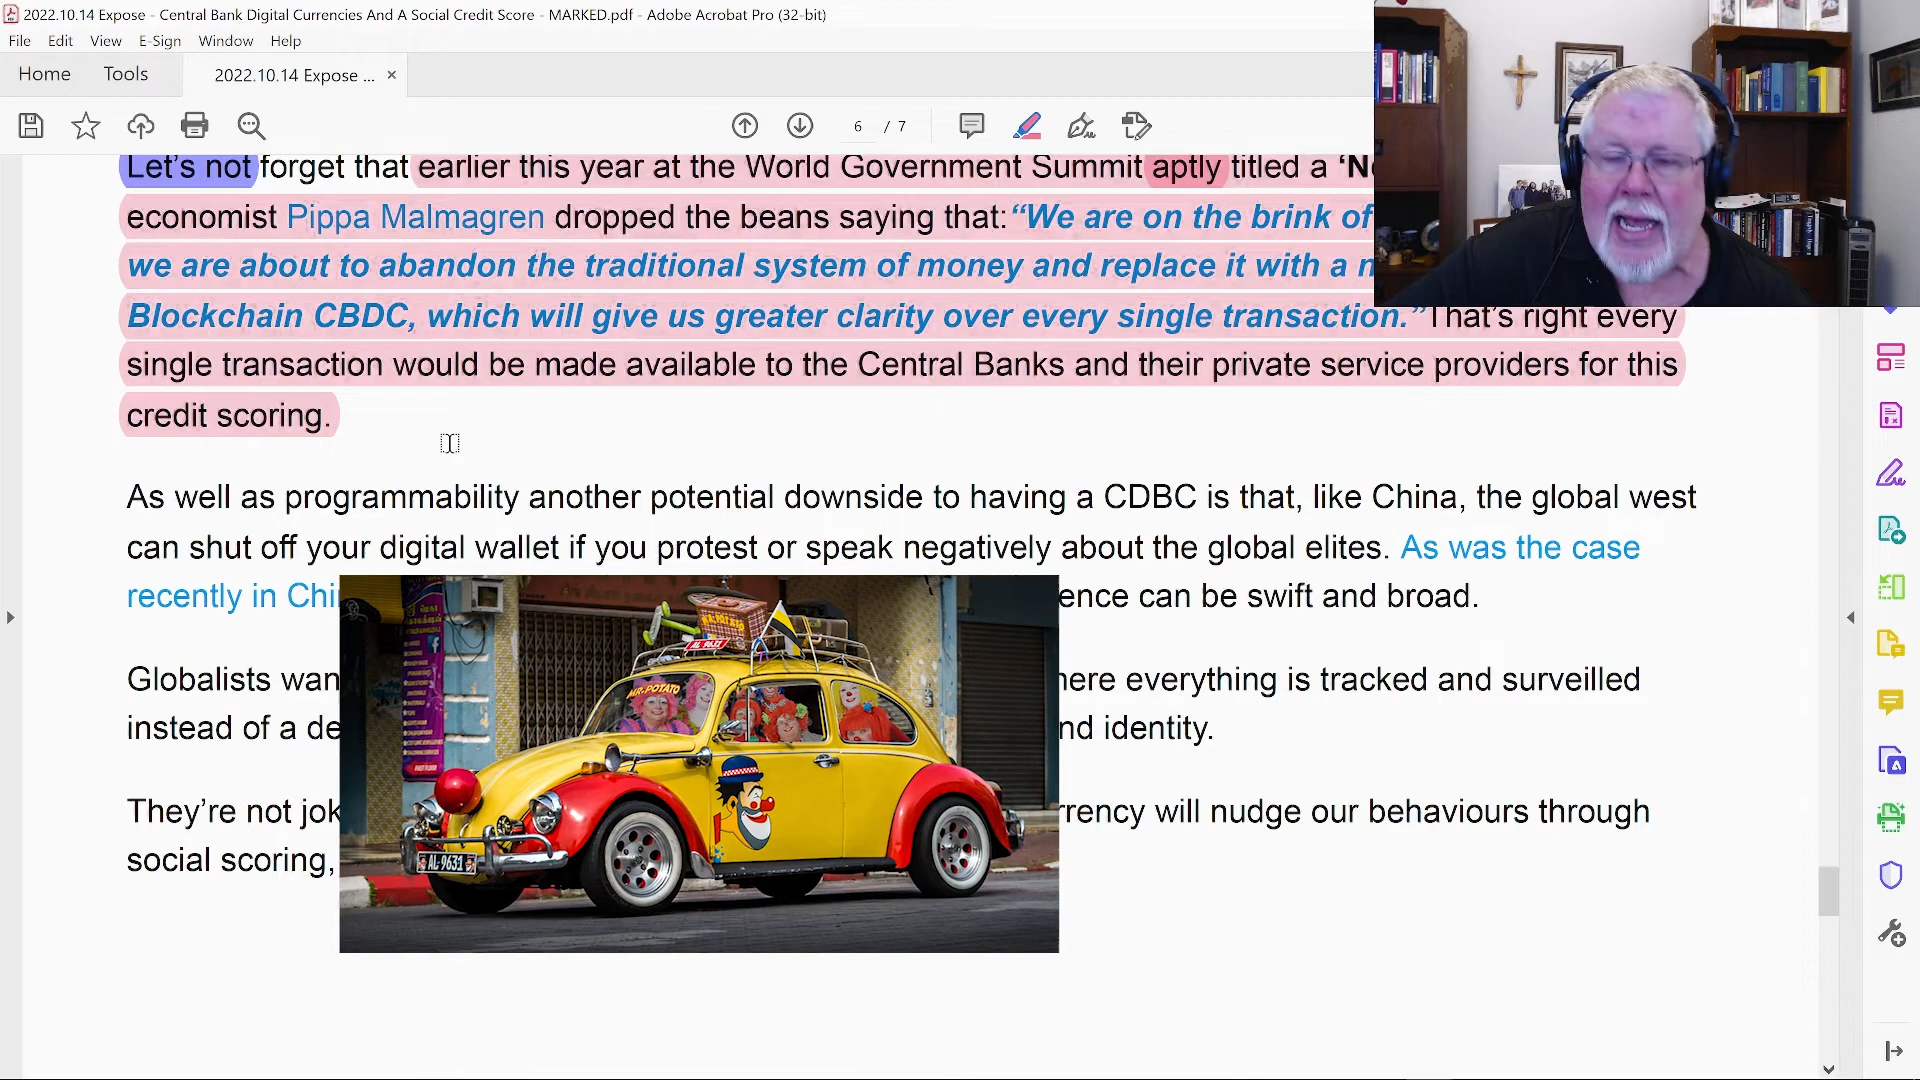 2022.10.14 Expose - Central Bank Digital Currencies And A Social Credit Score - MARKED.pdf - Adobe Acrobat Pro (32-bit)
File Edit View E-Sign Window Help
Home Tools 2022.10.14 Expose ... ×
6 / 7
Let’s not forget that earlier this year at the World Government Summit aptly titled a ‘Ne
economist Pippa Malmagren dropped the beans saying that:“We are on the brink of
we are about to abandon the traditional system of money and replace it with a n
Blockchain CBDC, which will give us greater clarity over every single transaction.”That’s right every
single transaction would be made available to the Central Banks and their private service providers for this
credit scoring.
As well as programmability another potential downside to having a CDBC is that, like China, the global west
can shut off your digital wallet if you protest or speak negatively about the global elites. As was the case
recently in Chi ence can be swift and broad.
Globalists wan here everything is tracked and surveilled
instead of a de nd identity.
They’re not jok rrency will nudge our behaviours through
social scoring,
MR.POTATO
AL 9631